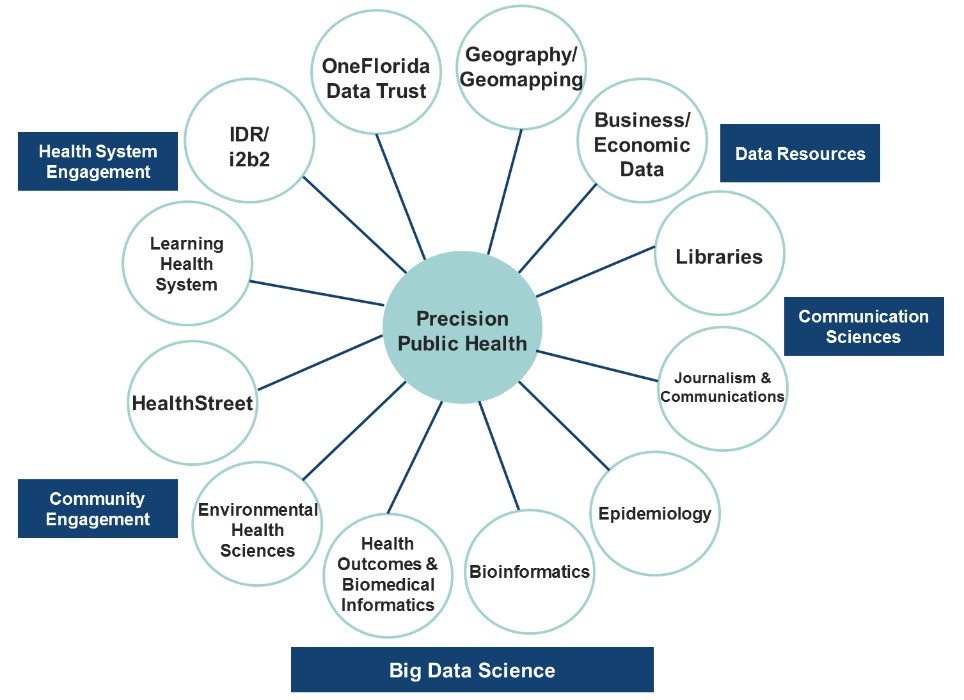 OneFlorida
Data Trust
Geography/
Geomapping
IDR/
i2b2
Business/
Economic
Data
Health System
Engagement
Data Resources
Learning
Health
System
Libraries
Precision
Public Health
Communication
Sciences
HealthStreet
Journalism &
Communications
Community
Engagement
Environmental
Health
Sciences
Health
Outcomes &
Biomedical
Informatics
Bioinformatics
Epidemiology
Big Data Science